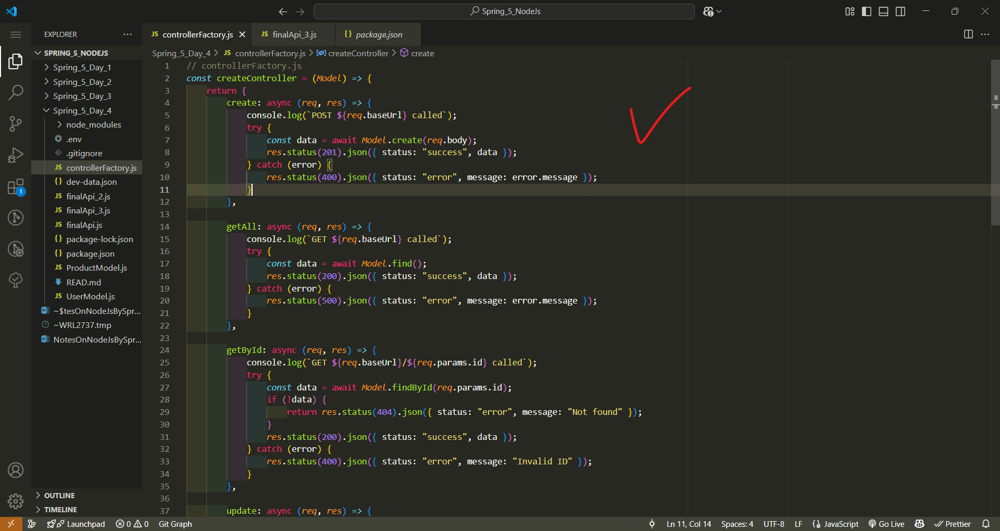 Spring_5_NodeJs
EXPLORER
SPRING_5_NODEJS
Spring_5_Day_1
Spring_5_Day_2
Spring_5_Day_3
Spring_5_Day_4
node_modules
.env
.gitignore
JS controllerFactory.js
{} dev-data.json
JS finalApi_2.js
JS finalApi_3.js
JS finalApi.js
{} package-lock.json
{} package.json
JS ProductModel.js
READ.md
JS UserModel.js
~$tesOnNodeJsBySpr...
~WRL2737.tmp
NotesOnNodeJsBySpr...
OUTLINE
TIMELINE
1
JS controllerFactory.js
JS finalApi_3.js
{} package.json
Spring_5_Day_4 > JS controllerFactory.js > createController > create
1 // controllerFactory.js
2 const createController = (Model) => {
3 return {
4 create: async (req, res) => {
5 console.log(`POST ${req.baseUrl} called`);
6 try {
7 const data = await Model.create(req.body);
8 res.status(201).json({ status: "success", data });
9 } catch (error) {
10 res.status(400).json({ status: "error", message: error.message });
11 }
12 },
13
14 getAll: async (req, res) => {
15 console.log(`GET ${req.baseUrl} called`);
16 try {
17 const data = await Model.find();
18 res.status(200).json({ status: "success", data });
19 } catch (error) {
20 res.status(500).json({ status: "error", message: error.message });
21 }
22 },
23
24 getById: async (req, res) => {
25 console.log(`GET ${req.baseUrl}/${req.params.id} called`);
26 try {
27 const data = await Model.findById(req.params.id);
28 if (!data) {
29 return res.status(404).json({ status: "error", message: "Not found" });
30 }
31 res.status(200).json({ status: "success", data });
32 } catch (error) {
33 res.status(400).json({ status: "error", message: "Invalid ID" });
34 }
35 },
36
37 update: async (req, res) => {
Launchpad 0 0 Git Graph Ln 11, Col 14 Spaces: 4 UTF-8 LF {} JavaScript Go Live Prettier